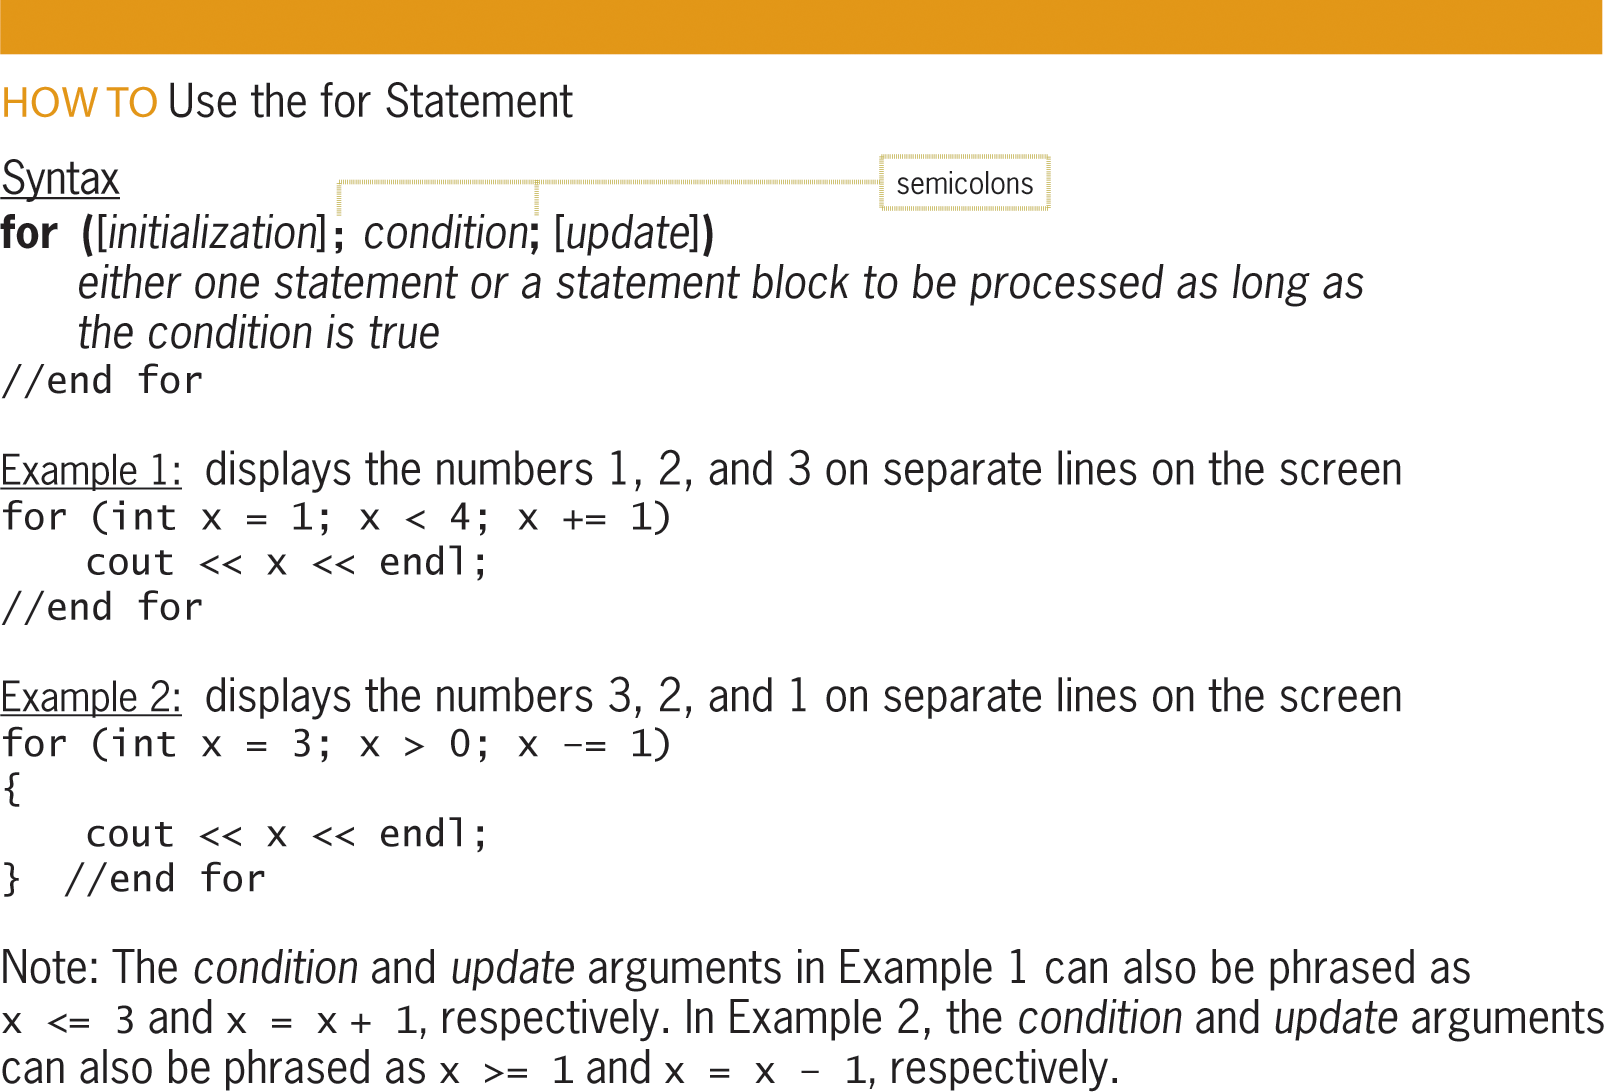 HOW TO Use the for Statement
Syntax
semicolons
for ([initialization]; condition; [update])
either one statement or a statement block to be processed as long as
the condition is true
//end for
Example 1: displays the numbers 1, 2, and 3 on separate lines on the screen
for (int x = 1; x < 4; x += 1)
cout << x << endl;
//end for
Example 2: displays the numbers 3, 2, and 1 on separate lines on the screen
for (int x = 3; x > 0; x -= 1)
{
cout << x << endl;
} //end for
Note: The condition and update arguments in Example 1 can also be phrased as
x <= 3 and x = x + 1, respectively. In Example 2, the condition and update arguments
can also be phrased as x >= 1 and x = x - 1, respectively.